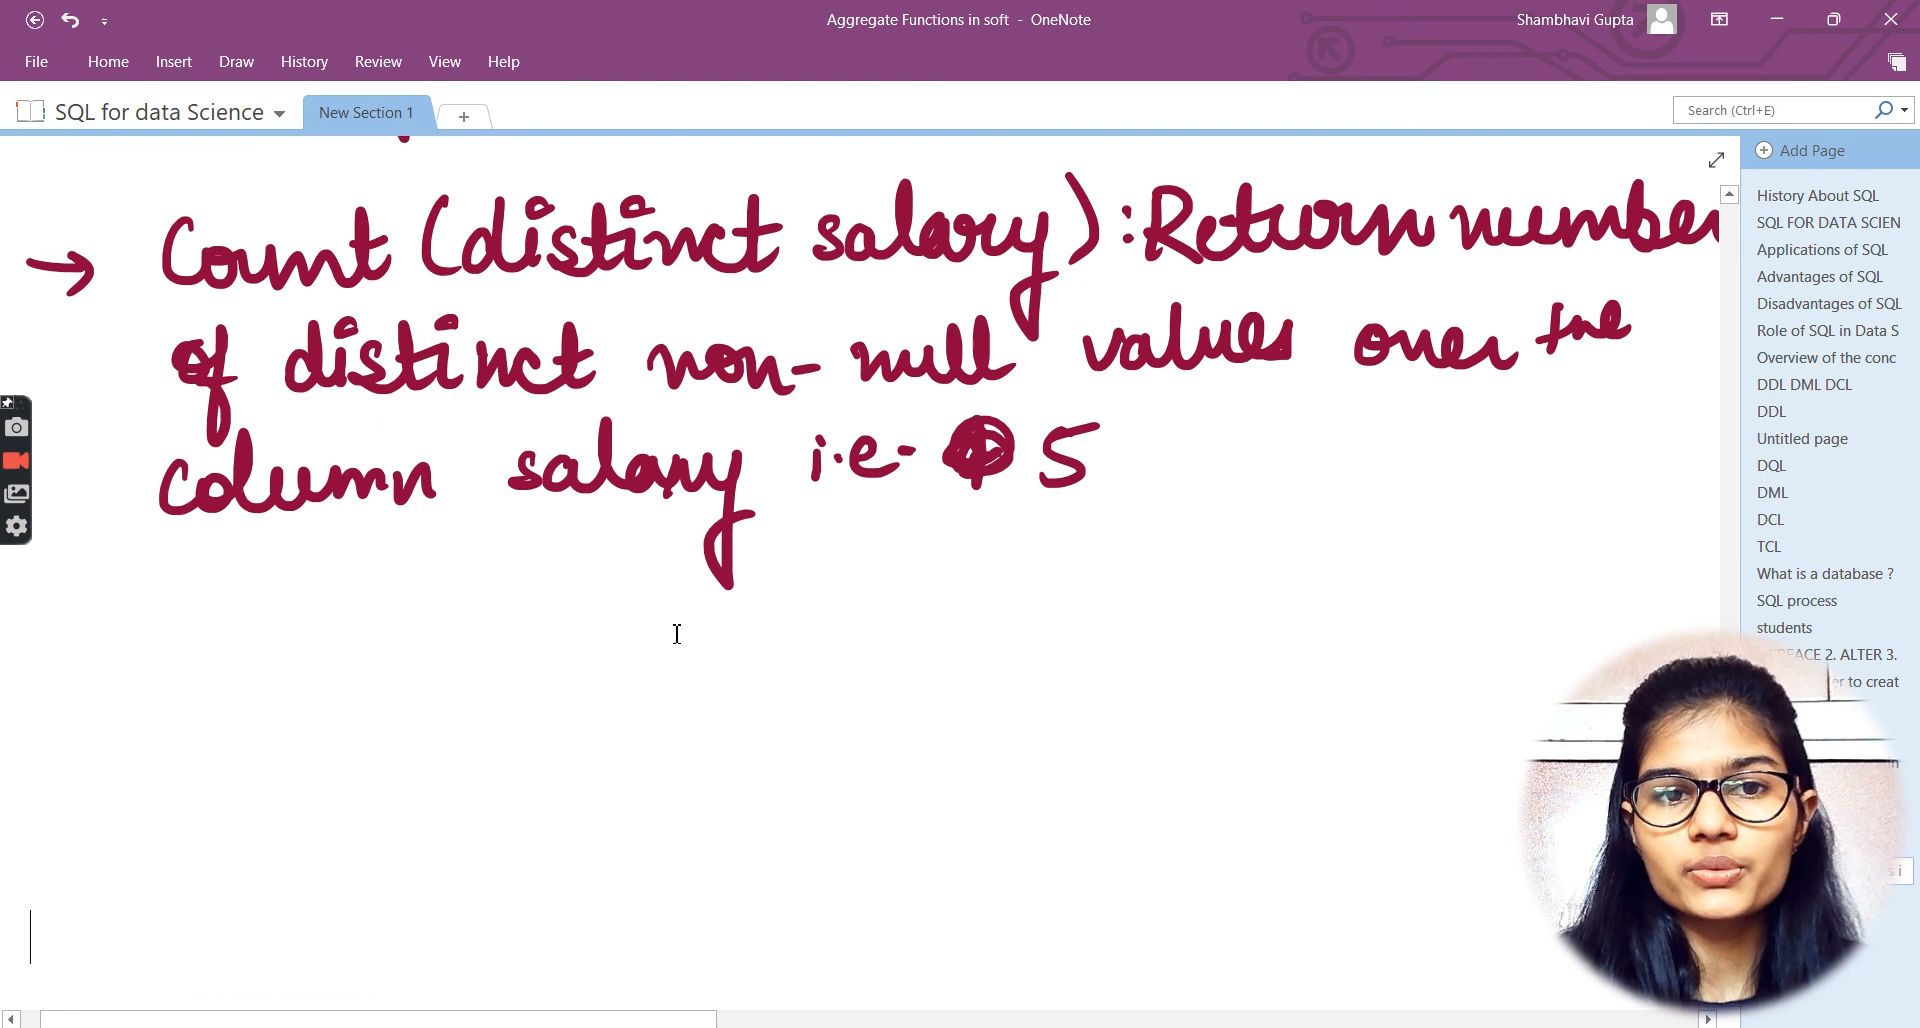 Aggregate Functions in soft - OneNote
Shambhavi Gupta
File Home Insert Draw History Review View Help
SQL for data Science
New Section 1
+
Search (Ctrl+E)
Add Page
→ Count (distinct salary) : Return number
of distinct non-null values over the
column salary i.e. 5
History About SQL
SQL FOR DATA SCIEN
Applications of SQL
Advantages of SQL
Disadvantages of SQL
Role of SQL in Data S
Overview of the conc
DDL DML DCL
DDL
Untitled page
DQL
DML
DCL
TCL
What is a database ?
SQL process
students
FACE 2. ALTER 3.
er to creat